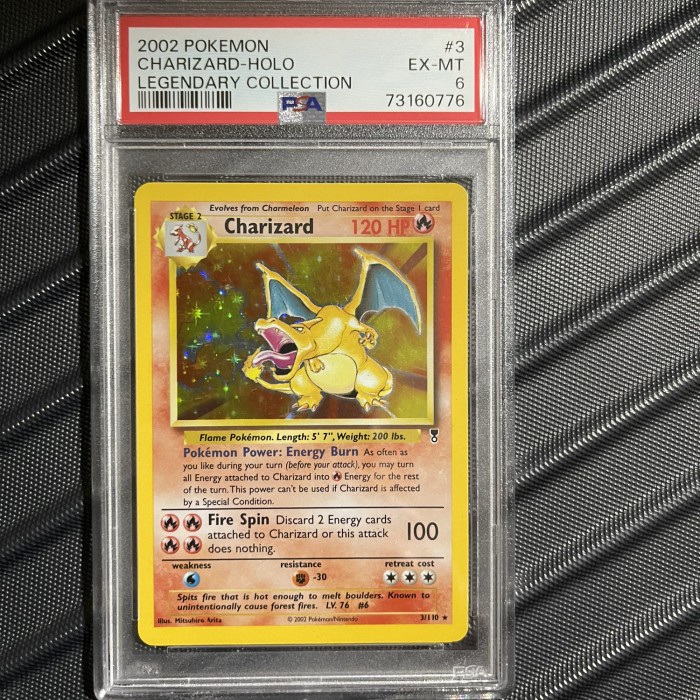 2002 POKEMON #3
CHARIZARD-HOLO EX-MT
LEGENDARY COLLECTION 6
PSA 73160776
Evolves from Charmeleon Put Charizard on the Stage 1 card
STAGE 2
Charizard 120 HP
Flame Pokémon. Length: 5' 7", Weight: 200 lbs.
Pokémon Power: Energy Burn As often as
you like during your turn (before your attack), you may turn
all Energy attached to Charizard into Energy for the rest
of the turn. This power can't be used if Charizard is affected
by a Special Condition.
Fire Spin Discard 2 Energy cards
attached to Charizard or this attack 100
does nothing.
weakness resistance retreat cost
-30
Spits fire that is hot enough to melt boulders. Known to
unintentionally cause forest fires. LV. 76 #6
Illus. Mitsuhiro Arita © 2002 Pokémon/Nintendo 3/110 ★
PSA